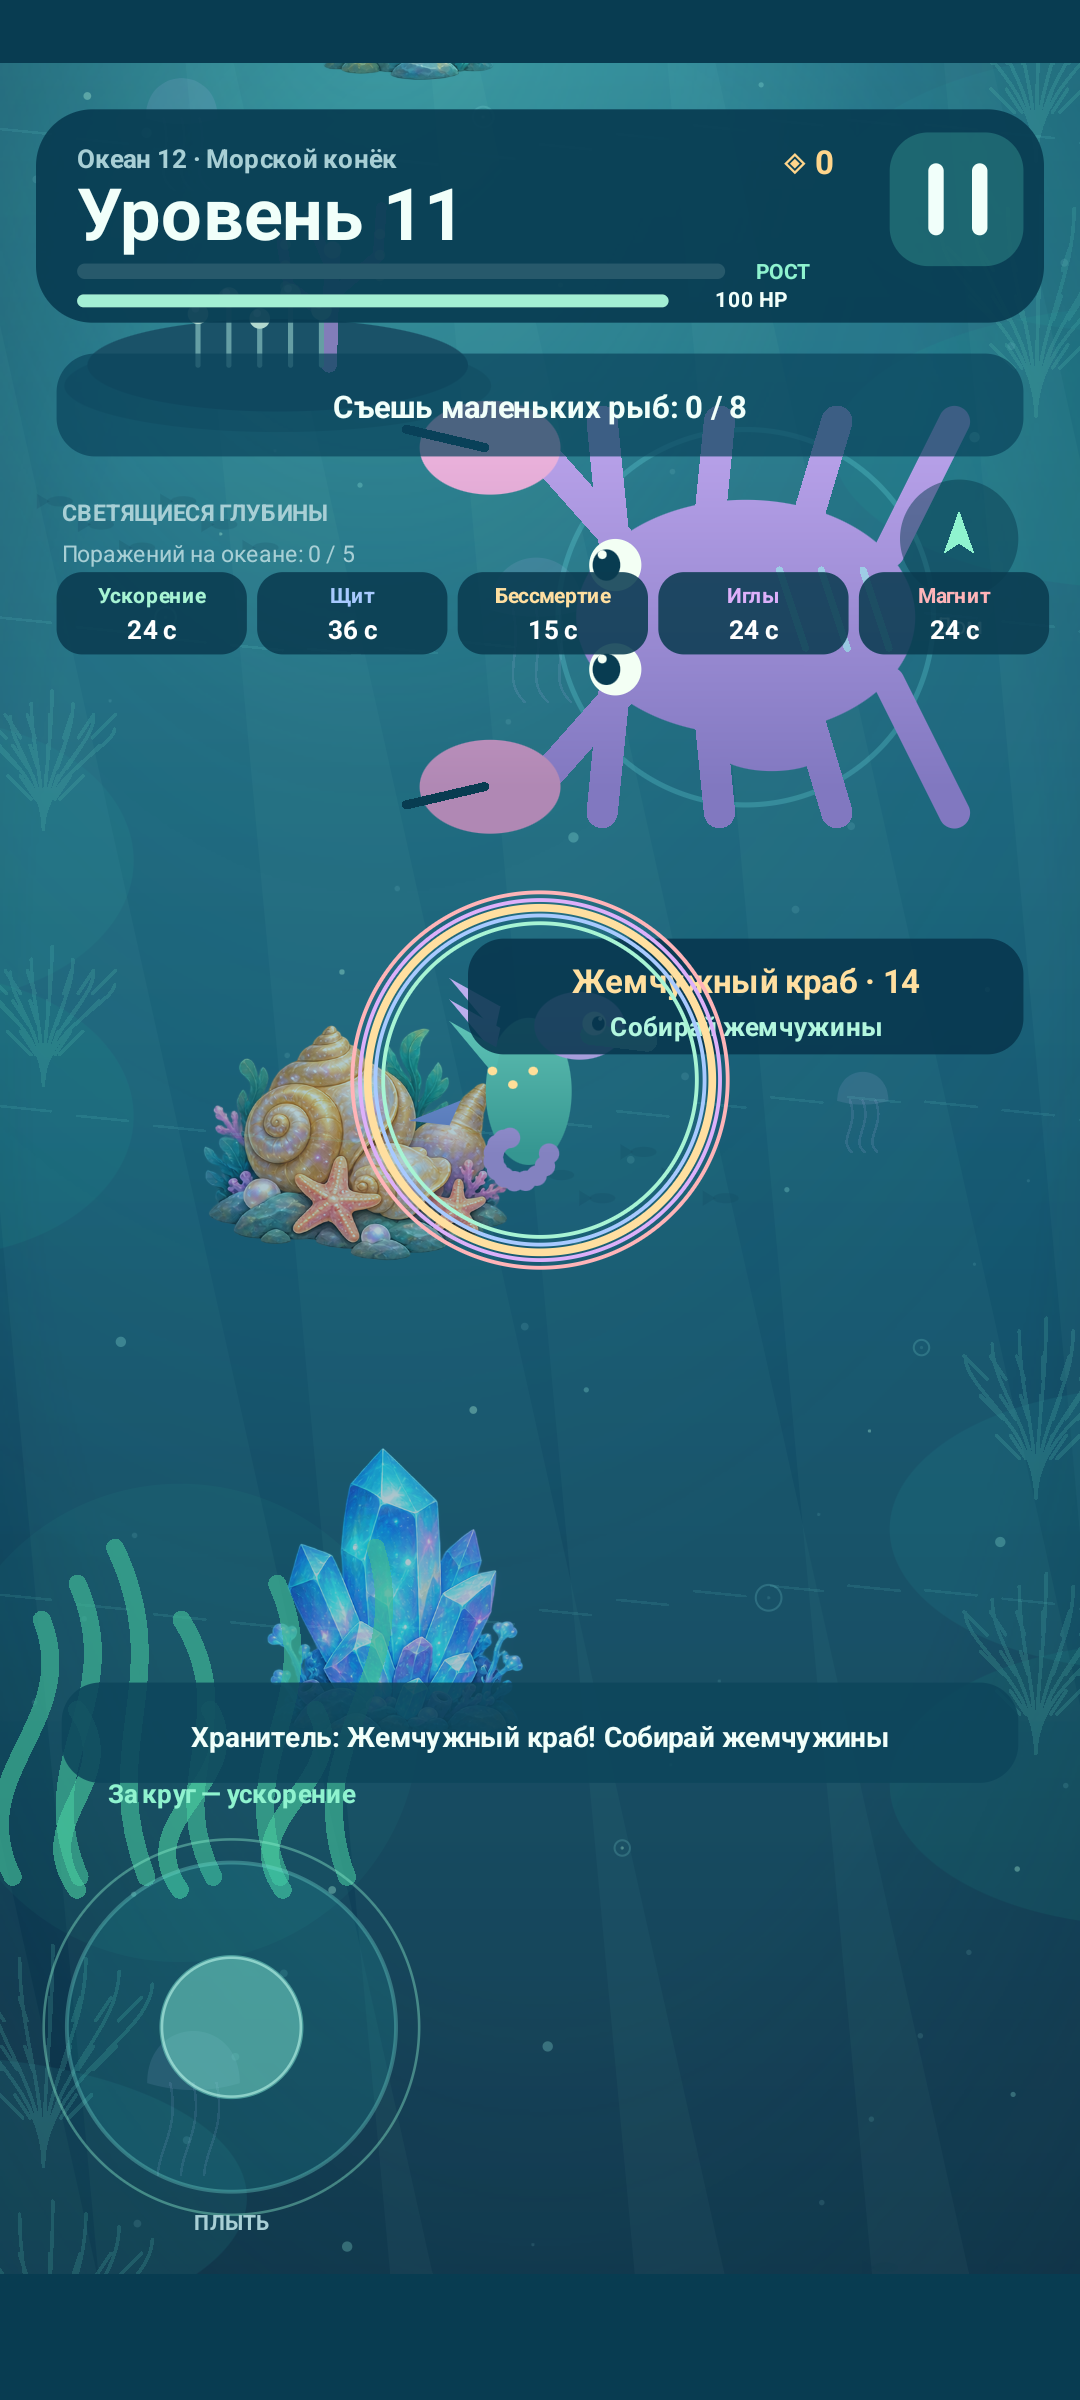 Океан 12 · Морской конёк
0
Уровень 11
РОСТ
100 HP
Съешь маленьких рыб: 0 / 8
СВЕТЯЩИЕСЯ ГЛУБИНЫ
Поражений на океане: 0 / 5
Ускорение
24 с
Щит
36 с
Бессмертие
15 с
Иглы
24 с
Магнит
24 с
Жемчужный краб · 14
Собирай жемчужины
Хранитель: Жемчужный краб! Собирай жемчужины
За круг — ускорение
ПЛЫТЬ